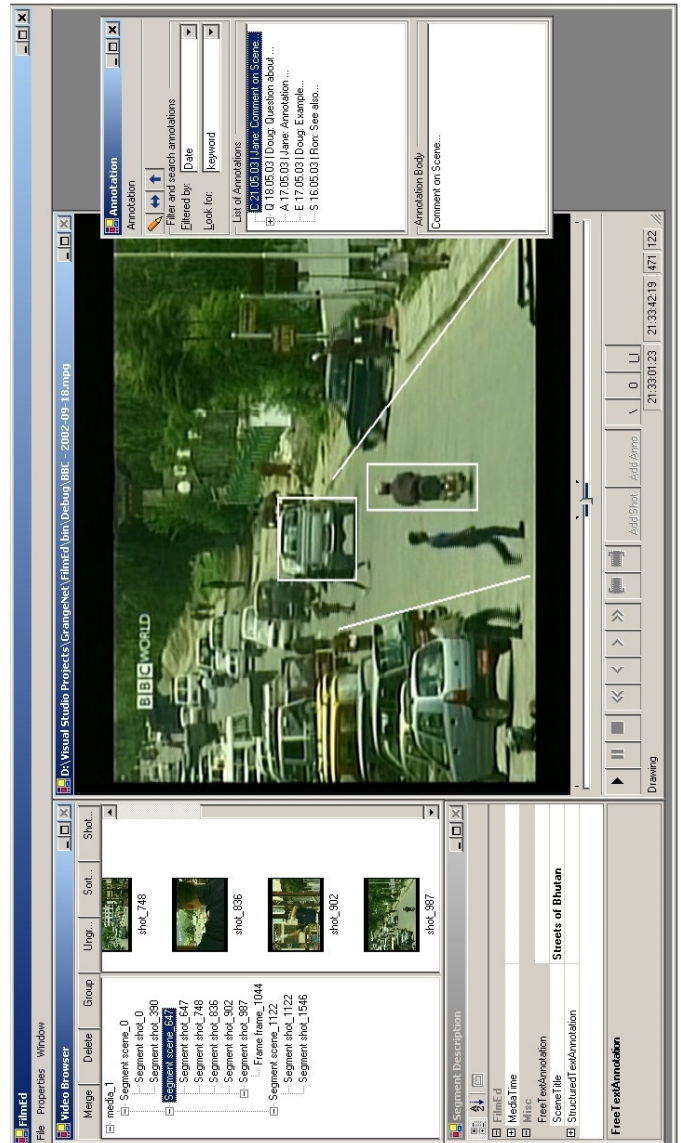 FilmEd
File Properties Window
Video Browser
Merge Delete Group Ungr... Sort... Shot...
media_1
Segment scene_0
Segment shot_0
Segment shot_390
Segment scene_647
Segment shot_647
Segment shot_748
Segment shot_836
Segment shot_902
Segment shot_987
Frame frame_1044
Segment scene_1122
Segment shot_1122
Segment shot_1546
shot_748
shot_836
shot_902
shot_987
Segment Description
FilmEd
MediaTime
Misc
FreeTextAnnotation
SceneTitle Streets of Bhutan
StructuredTextAnnotation
FreeTextAnnotation
D:\Visual Studio Projects\GrangeNet\FilmEd\bin\Debug\BBC - 2002-09-18.mpg
BBC WORLD
Add Shot Add Anno \ O
Drawing 21:33:01:23 21:33:42:19 471 122
Annotation
Annotation
Filter and search annotations
Filtered by: Date
Look for: keyword
List of Annotations
C 21.05.03 | Jane: Comment on Scene...
Q 18.05.03 | Doug: Question about ...
A 17.05.03 | Jane: Annotation ...
E 17.05.03 | Doug: Example...
S 16.05.03 | Ron: See also...
Annotation Body
Comment on Scene...